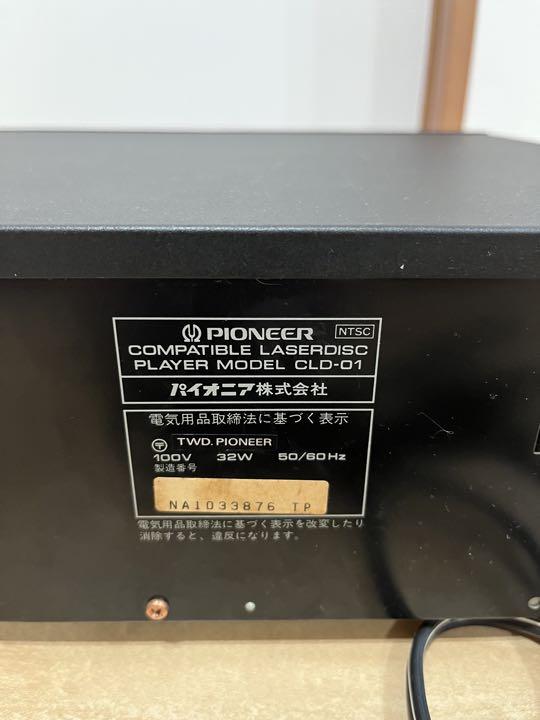 PIONEER NTSC
COMPATIBLE LASERDISC
PLAYER MODEL CLD-01
パイオニア株式会社
電気用品取締法に基づく表示
〒 TWD. PIONEER
100V 32W 50/60Hz
製造番号
NA1033876 TP
電気用品取締法に基づく表示を改変したり
消除すると、違反になります。